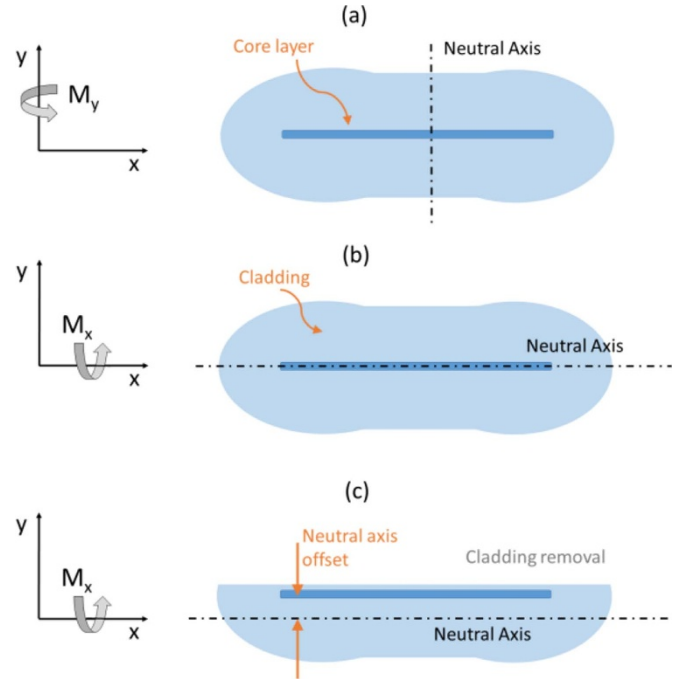 (a)
y
Core layer
Neutral Axis
My
x
(b)
y
Cladding
Mx
Neutral Axis
x
(c)
y
Neutral axis
offset
Cladding removal
Mx
Neutral Axis
x